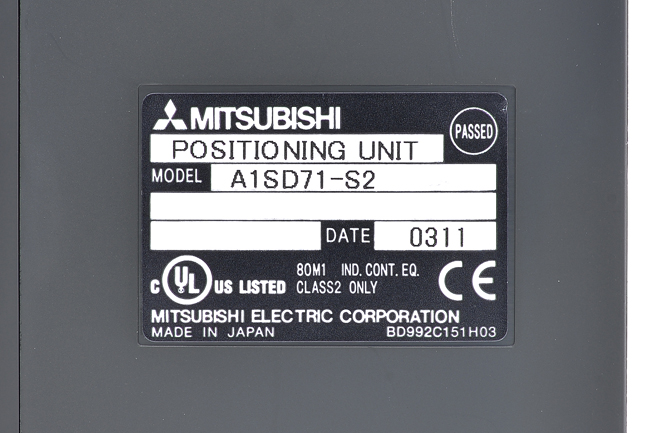 MITSUBISHI
PASSED
POSITIONING UNIT
MODEL A1SD71-S2
DATE 0311
C UL US LISTED 80M1 IND. CONT. EQ. CE
CLASS2 ONLY
MITSUBISHI ELECTRIC CORPORATION
MADE IN JAPAN BD992C151H03